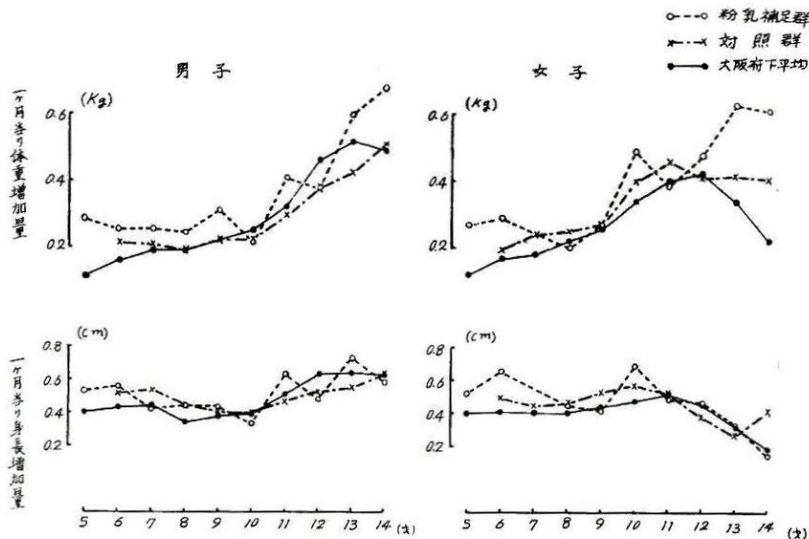 粉乳補足群
対照群
大阪府下平均
男子
女子
一ヶ月当り体重増加量
(Kg)
0.6
0.4
0.2
(Kg)
0.6
0.4
0.2
一ヶ月当り身長増加量
(cm)
0.8
0.6
0.4
0.2
(cm)
0.8
0.6
0.4
0.2
5 6 7 8 9 10 11 12 13 14 (才)
5 6 7 8 9 10 11 12 13 14 (才)